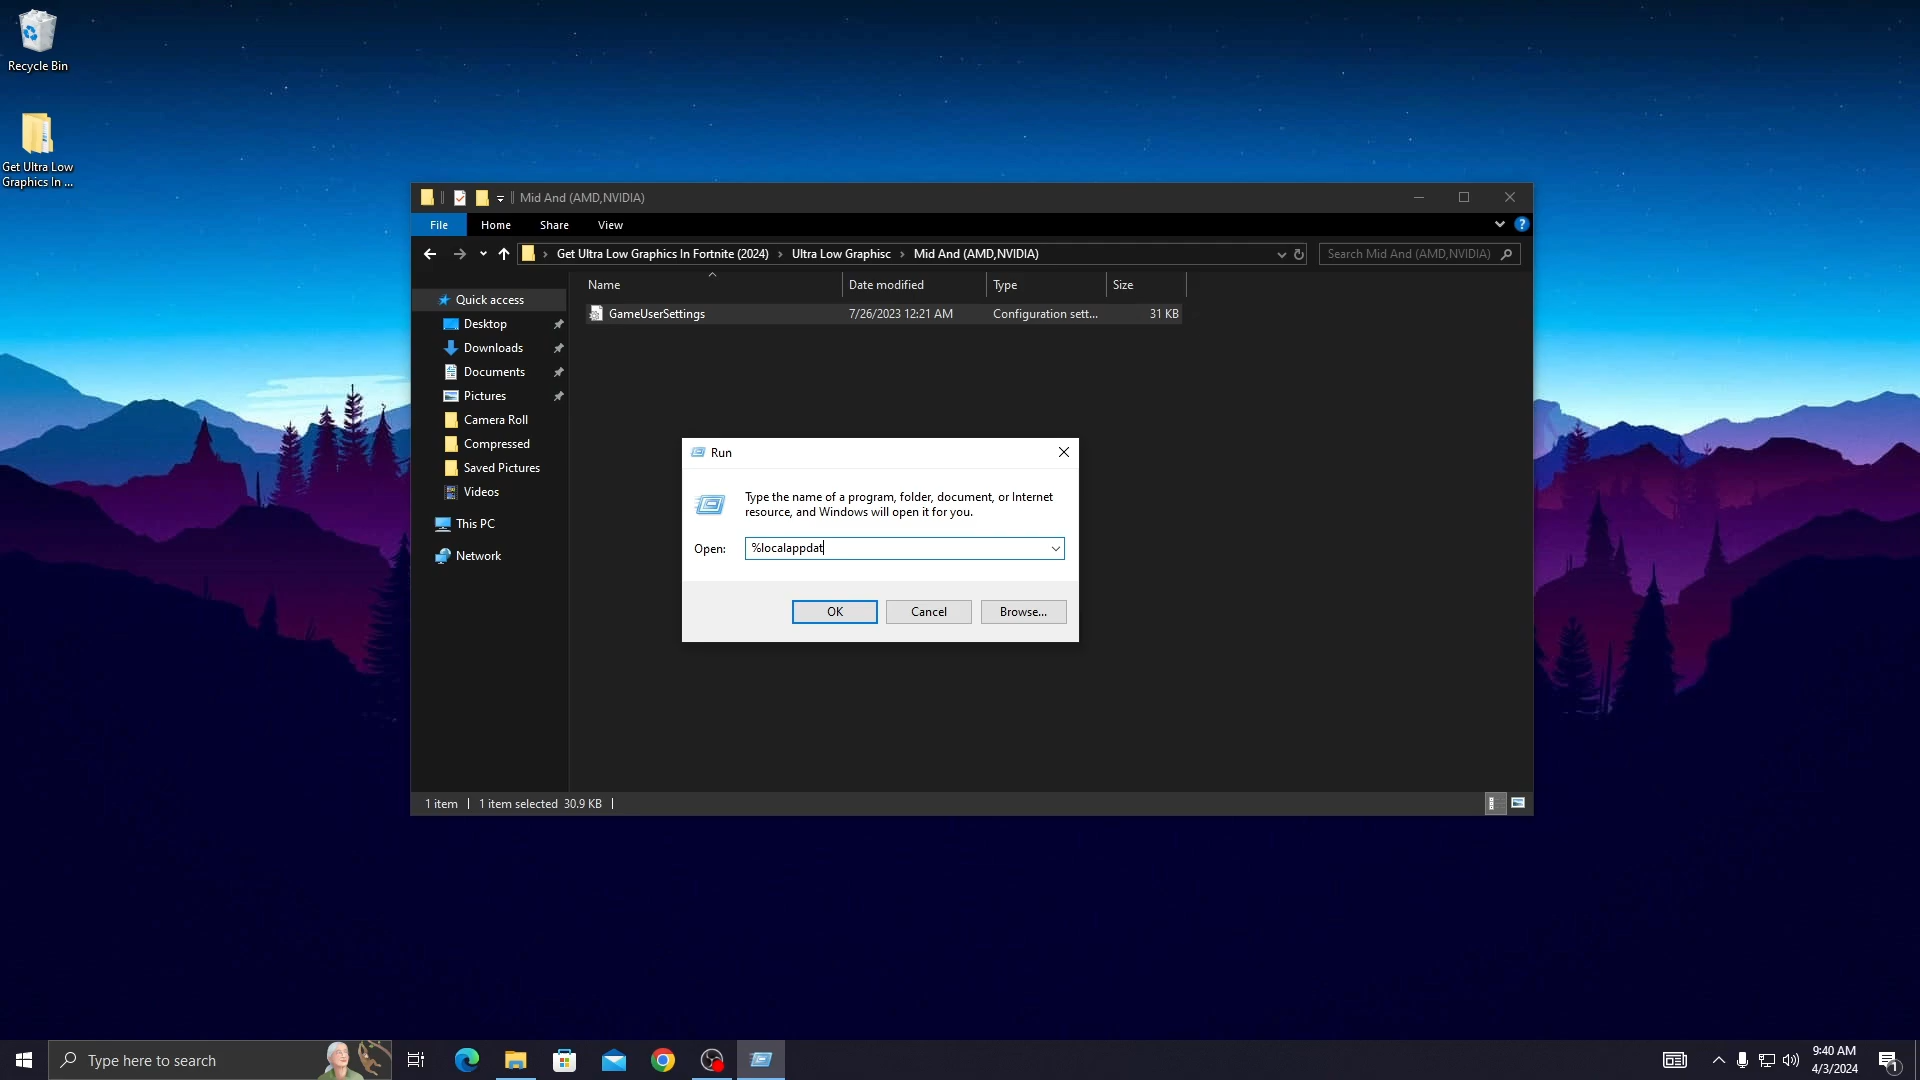 Recycle Bin
Get Ultra Low
Graphics In ...
Mid And (AMD,NVIDIA)
File
Home
Share
View
?
Get Ultra Low Graphics In Fortnite (2024) › Ultra Low Graphisc › Mid And (AMD,NVIDIA)
Search Mid And (AMD,NVIDIA)
Name
Date modified
Type
Size
GameUserSettings
7/26/2023 12:21 AM
Configuration sett...
31 KB
Quick access
Desktop
Downloads
Documents
Pictures
Camera Roll
Compressed
Saved Pictures
Videos
This PC
Network
Run
Type the name of a program, folder, document, or Internet
resource, and Windows will open it for you.
Open:
%localappdat
OK
Cancel
Browse...
1 item
1 item selected 30.9 KB
Type here to search
9:40 AM
4/3/2024
1